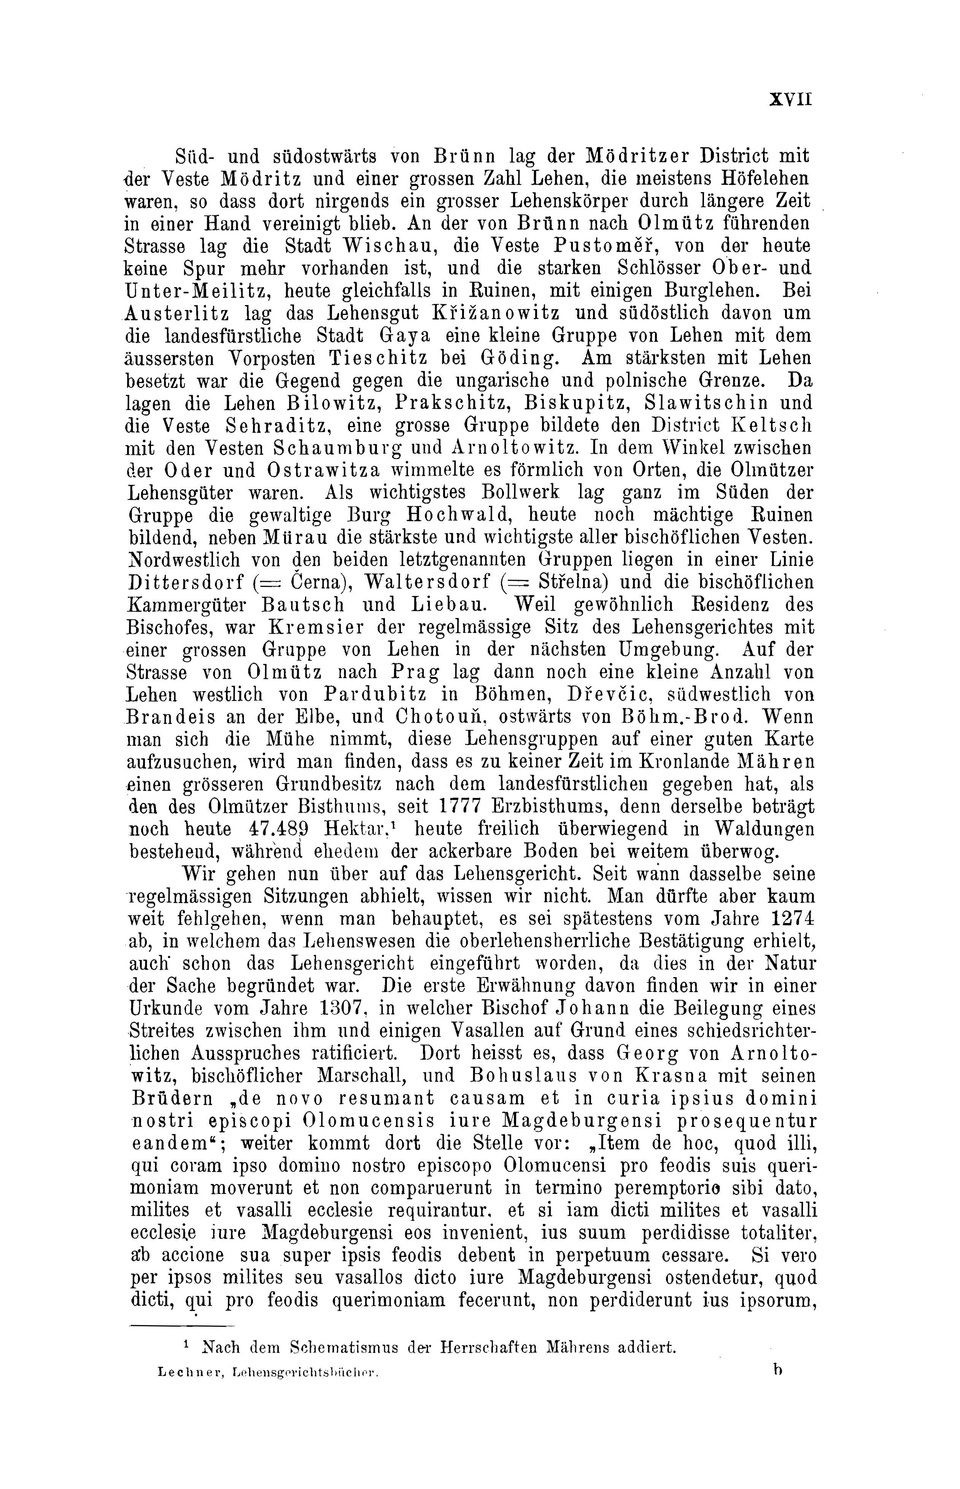 XVII
Süd- und südostwärts von Brünn lag der Mödritzer District mit
der Veste Mödritz und einer grossen Zahl Lehen, die meistens Höfelehen
waren, so dass dort nirgends ein grosser Lehenskörper durch längere Zeit
in einer Hand vereinigt blieb. An der von Brünn nach Olmütz führenden
Strasse lag die Stadt Wischau, die Veste Pustoměř, von der heute
keine Spur mehr vorhanden ist, und die starken Schlösser Ober- und
Unter-Meilitz, heute gleichfalls in Ruinen, mit einigen Burglehen. Bei
Austerlitz lag das Lehensgut Křižanowitz und südöstlich davon um
die landesfürstliche Stadt Gaya eine kleine Gruppe von Lehen mit dem
äussersten Vorposten Tieschitz bei Göding. Am stärksten mit Lehen
besetzt war die Gegend gegen die ungarische und polnische Grenze. Da
lagen die Lehen Bilowitz, Prakschitz, Biskupitz, Slawitschin und
die Veste Sehraditz, eine grosse Gruppe bildete den District Keltsch
mit den Vesten Schaumburg und Arnoltowitz. In dem Winkel zwischen
der Oder und Ostrawitza wimmelte es förmlich von Orten, die Olmützer
Lehensgüter waren. Als wichtigstes Bollwerk lag ganz im Süden der
Gruppe die gewaltige Burg Hochwald, heute noch mächtige Ruinen
bildend, neben Mürau die stärkste und wichtigste aller bischöflichen Vesten.
Nordwestlich von den beiden letztgenannten Gruppen liegen in einer Linie
Dittersdorf (= Černa), Waltersdorf (= Střelna) und die bischöflichen
Kammergüter Bautsch und Liebau. Weil gewöhnlich Residenz des
Bischofes, war Kremsier der regelmässige Sitz des Lehensgerichtes mit
einer grossen Gruppe von Lehen in der nächsten Umgebung. Auf der
Strasse von Olmütz nach Prag lag dann noch eine kleine Anzahl von
Lehen westlich von Pardubitz in Böhmen, Dřevčic, südwestlich von
Brandeis an der Elbe, und Chotouň, ostwärts von Böhm.-Brod. Wenn
man sich die Mühe nimmt, diese Lehensgruppen auf einer guten Karte
aufzusuchen, wird man finden, dass es zu keiner Zeit im Kronlande Mähren
einen grösseren Grundbesitz nach dem landesfürstlichen gegeben hat, als
den des Olmützer Bisthums, seit 1777 Erzbisthums, denn derselbe beträgt
noch heute 47.489 Hektar,¹ heute freilich überwiegend in Waldungen
bestehend, während ehedem der ackerbare Boden bei weitem überwog.
Wir gehen nun über auf das Lehensgericht. Seit wann dasselbe seine
regelmässigen Sitzungen abhielt, wissen wir nicht. Man dürfte aber kaum
weit fehlgehen, wenn man behauptet, es sei spätestens vom Jahre 1274
ab, in welchem das Lehenswesen die oberlehensherrliche Bestätigung erhielt,
auch schon das Lehensgericht eingeführt worden, da dies in der Natur
der Sache begründet war. Die erste Erwähnung davon finden wir in einer
Urkunde vom Jahre 1307, in welcher Bischof Johann die Beilegung eines
Streites zwischen ihm und einigen Vasallen auf Grund eines schiedsrichter-
lichen Ausspruches ratificiert. Dort heisst es, dass Georg von Arnolto-
witz, bischöflicher Marschall, und Bohuslaus von Krasna mit seinen
Brüdern „de novo resumant causam et in curia ipsius domini
nostri episcopi Olomucensis iure Magdeburgensi prosequentur
eandem“; weiter kommt dort die Stelle vor: „Item de hoc, quod illi,
qui coram ipso domino nostro episcopo Olomucensi pro feodis suis queri-
moniam moverunt et non comparuerunt in termino peremptorio sibi dato,
milites et vasalli ecclesie requirantur, et si iam dicti milites et vasalli
ecclesie iure Magdeburgensi eos invenient, ius suum perdidisse totaliter,
ab accione sua super ipsis feodis debent in perpetuum cessare. Si vero
per ipsos milites seu vasallos dicto iure Magdeburgensi ostendetur, quod
dicti, qui pro feodis querimoniam fecerunt, non perdiderunt ius ipsorum,
¹ Nach dem Schematismus der Herrschaften Mährens addiert.
Lechner, Lehensgerichtsbücher. b